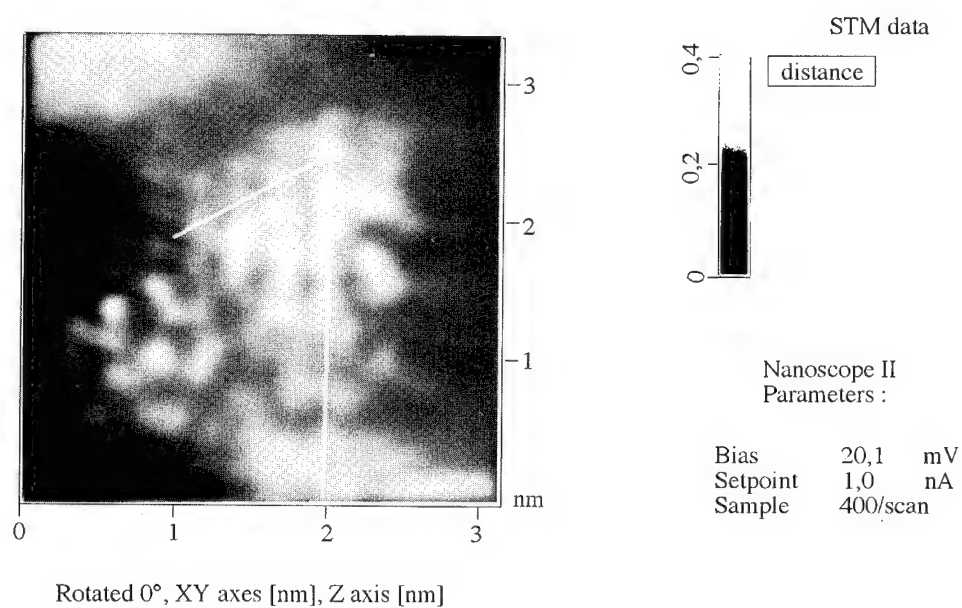 STM data
0,4
distance
0,2
0
3
2
1
nm
0 1 2 3
Nanoscope II
Parameters :
Bias 20,1 mV
Setpoint 1,0 nA
Sample 400/scan
Rotated 0°, XY axes [nm], Z axis [nm]